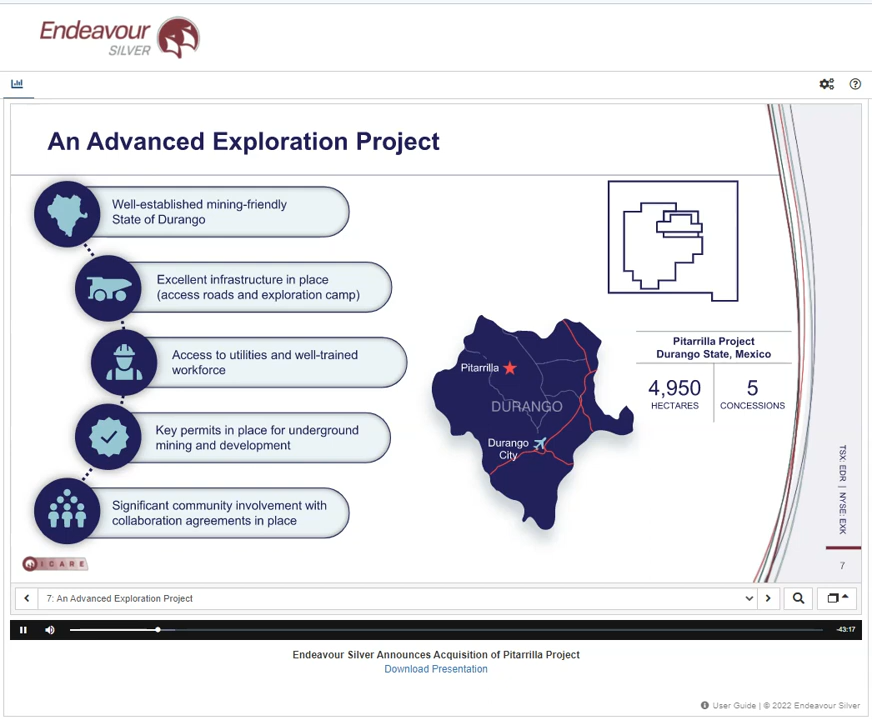 Endeavour
SILVER
An Advanced Exploration Project
Well-established mining-friendly
State of Durango
Excellent infrastructure in place
(access roads and exploration camp)
Access to utilities and well-trained
workforce
Key permits in place for underground
mining and development
Significant community involvement with
collaboration agreements in place
Pitarrilla
DURANGO
Durango
City
Pitarrilla Project
Durango State, Mexico
4,950
HECTARES
5
CONCESSIONS
TSX: EDR | NYSE: EXK
7
I CARE
7: An Advanced Exploration Project
-43:17
Endeavour Silver Announces Acquisition of Pitarrilla Project
Download Presentation
User Guide | © 2022 Endeavour Silver